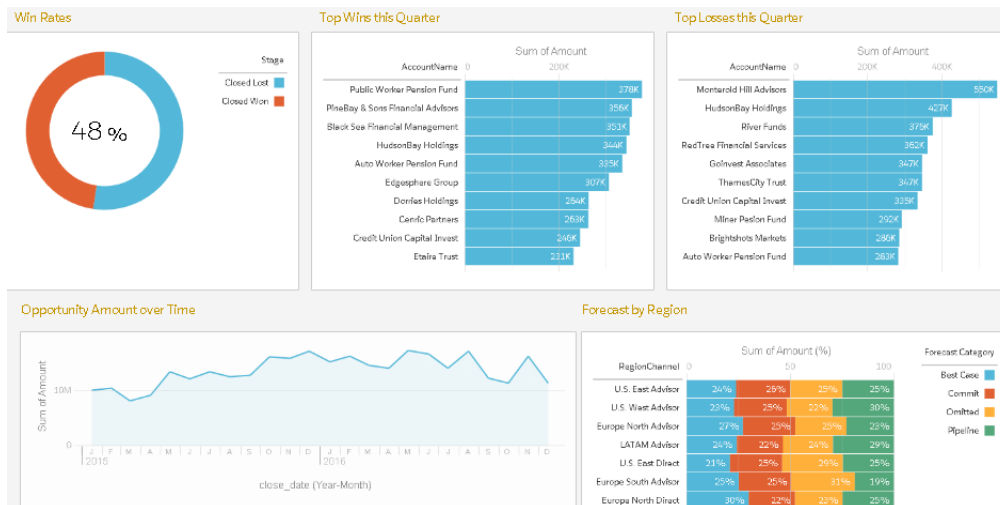 Win Rates
Stage
Closed Lost
Closed Won
48 %
Top Wins this Quarter
Sum of Amount
AccountName 0 200K
Public Worker Pension Fund 378K
PineBay & Sons Financial Advisors 356K
Black Sea Financial Management 351K
HudsonBay Holdings 344K
Auto Worker Pension Fund 335K
Edgesphere Group 307K
Dorries Holdings 264K
Cenric Partners 263K
Credit Union Capital Invest 246K
Etaire Trust 231K
Top Losses this Quarter
Sum of Amount
AccountName 0 200K 400K
Monterold Hill Advisors 550K
HudsonBay Holdings 427K
River Funds 375K
RedTree Financial Services 362K
GoInvest Associates 347K
ThamesCity Trust 347K
Credit Union Capital Invest 335K
Miner Pesion Fund 292K
Brightshots Markets 286K
Auto Worker Pension Fund 283K
Opportunity Amount over Time
Sum of Amount
10M
0
J F M A M J J A S O N D J F M A M J J A S O N D
2015 2016
close_date (Year-Month)
Forecast by Region
Sum of Amount (%)
RegionChannel 0 50 100
U.S. East Advisor 24% 26% 25% 25%
U.S. West Advisor 23% 25% 22% 30%
Europe North Advisor 27% 25% 25% 23%
LATAM Advisor 24% 22% 24% 29%
U.S. East Direct 21% 25% 29% 25%
Europe South Advisor 25% 25% 31% 19%
Europa North Direct 30% 22% 23% 25%
Forecast Category
Best Case
Commit
Omitted
Pipeline